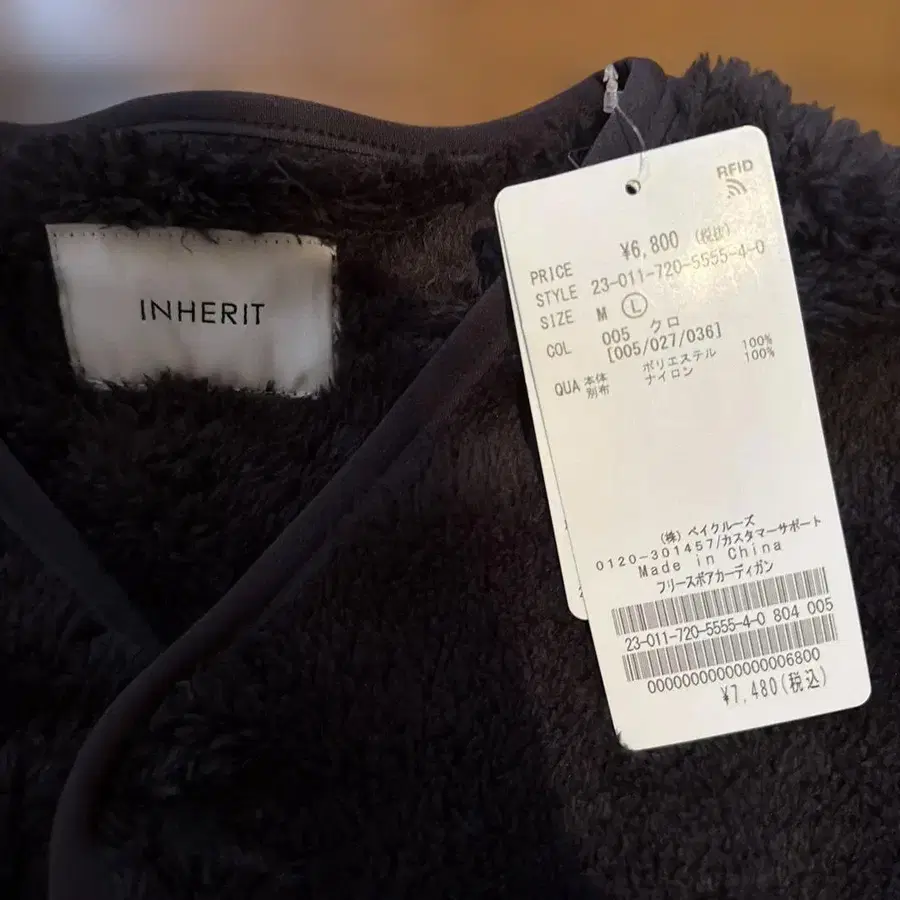 INHERIT
RFID
PRICE ¥6,800 (税抜)
STYLE 23-011-720-5555-4-0
SIZE M L
COL 005 クロ
[005/027/036]
QUA 本体 ポリエステル 100%
別布 ナイロン 100%
(株)ベイクルーズ
0120-301457/カスタマーサポート
Made in China
フリースボアカーディガン
23-011-720-5555-4-0 804 005
00000000000000006800
¥7,480(税込)